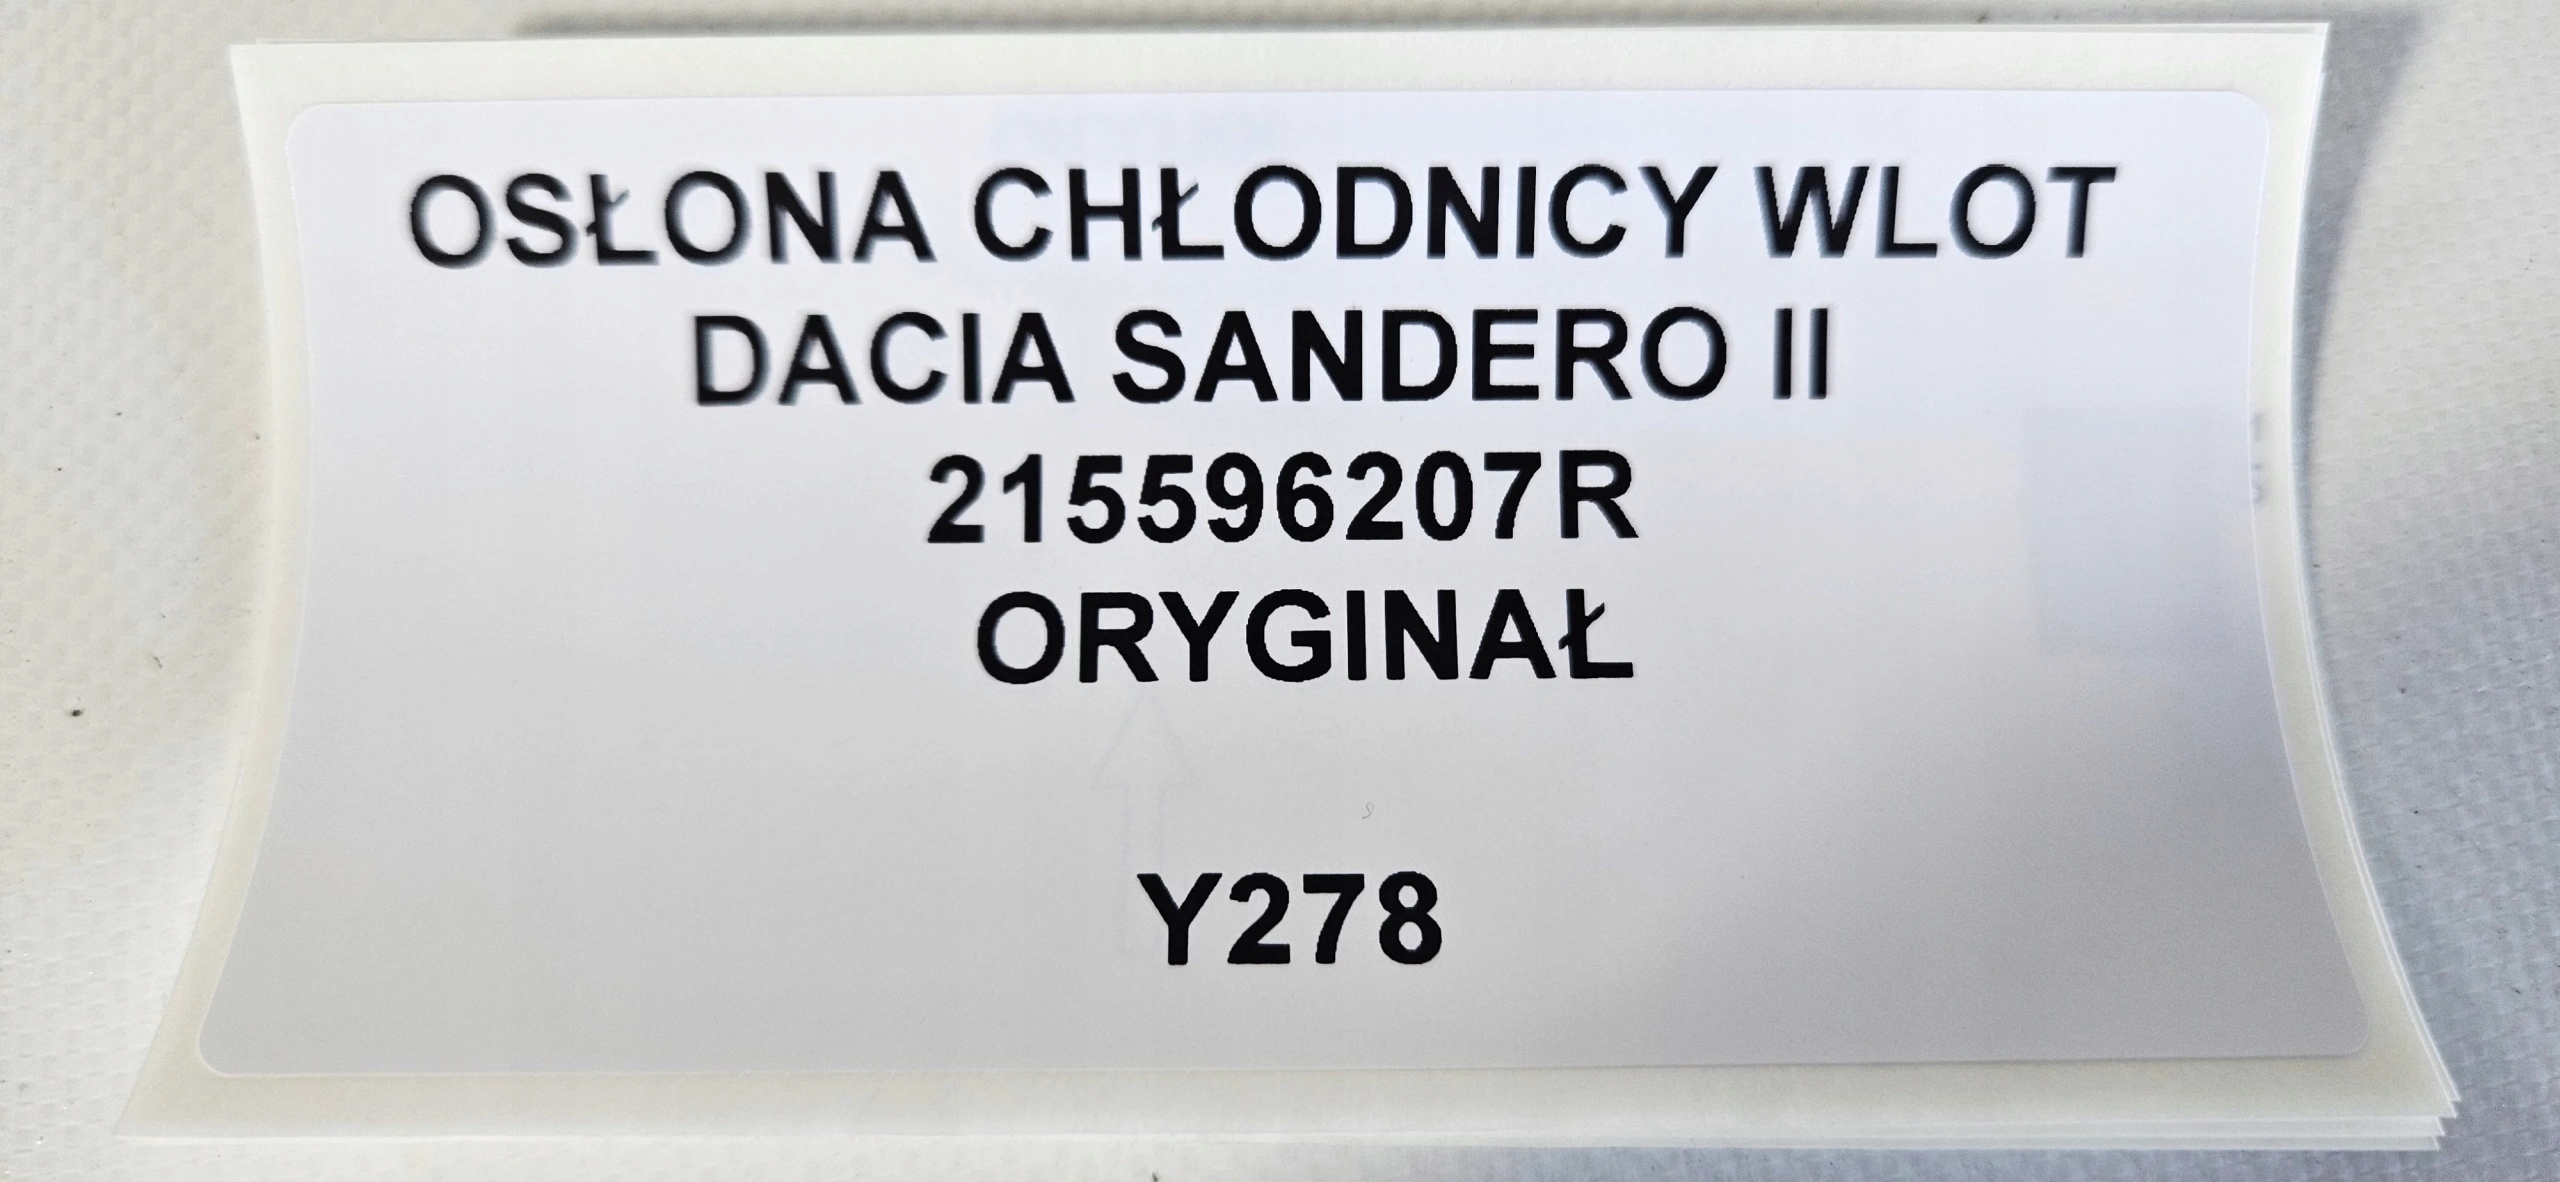 OSŁONA CHŁODNICY WLOT
DACIA SANDERO II
215596207R
ORYGINAŁ
Y278